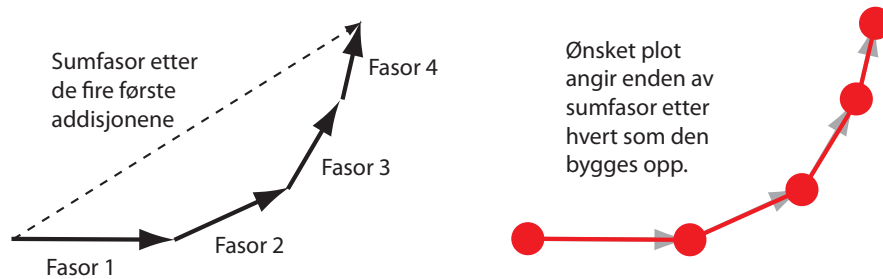 Sumfasor etter
de fire første
addisjonene
Fasor 4
Fasor 3
Fasor 2
Fasor 1
Ønsket plot
angir enden av
sumfasor etter
hvert som den
bygges opp.